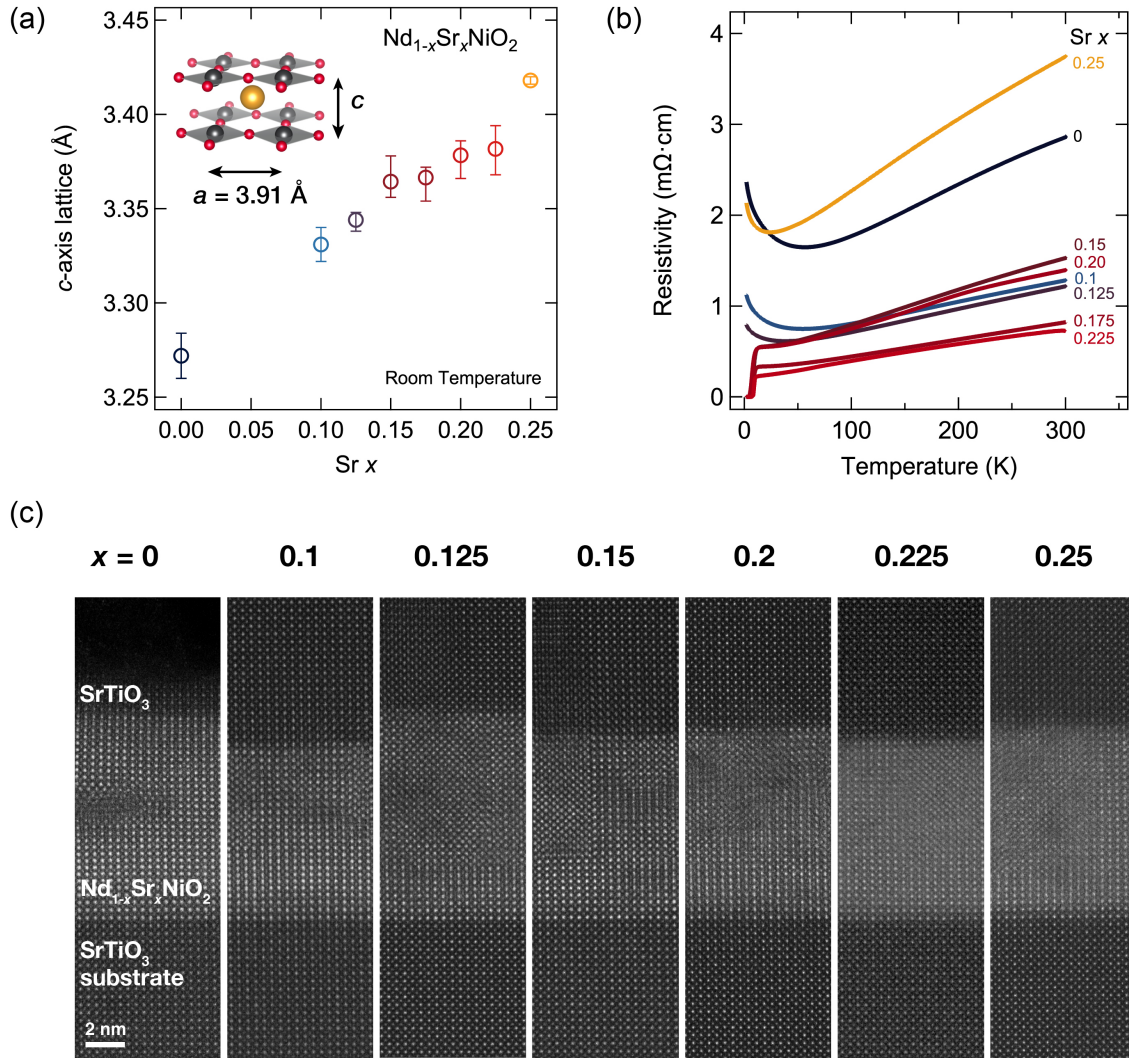 (a)
3.45
3.40
3.35
3.30
3.25
c-axis lattice (Å)
Nd1-xSrxNiO2
c
a = 3.91 Å
Room Temperature
0.00 0.05 0.10 0.15 0.20 0.25
Sr x
(b)
4
3
2
1
0
Resistivity (mΩ·cm)
Sr x
0.25
0
0.15
0.20
0.1
0.125
0.175
0.225
0 100 200 300
Temperature (K)
(c)
x = 0 0.1 0.125 0.15 0.2 0.225 0.25
SrTiO3
Nd1-xSrxNiO2
SrTiO3
substrate
2 nm